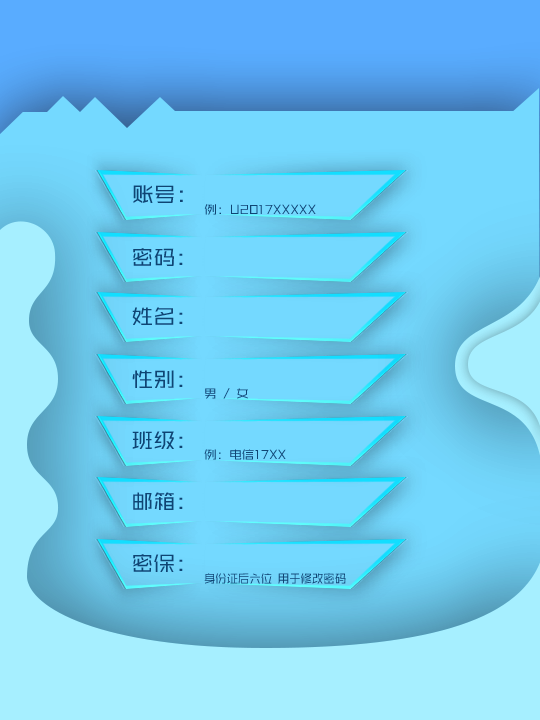 账号：
例：U2017XXXXX
密码：
姓名：
性别：
男 / 女
班级：
例：电信17XX
邮箱：
密保：
身份证后六位 用于修改密码